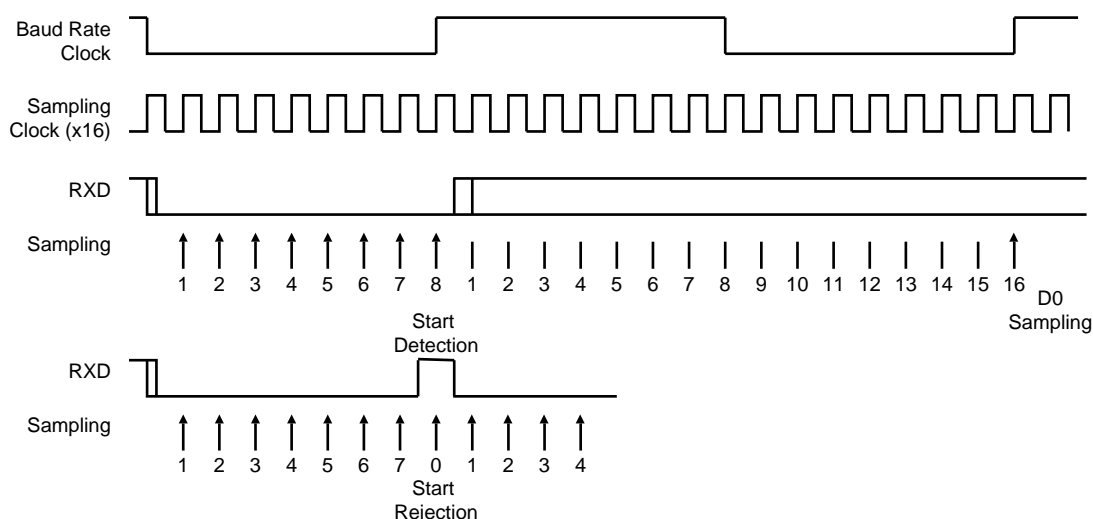 Baud Rate
Clock
Sampling
Clock (x16)
RXD
Sampling
1 2 3 4 5 6 7 8 1 2 3 4 5 6 7 8 9 10 11 12 13 14 15 16
D0
Sampling
Start
Detection
RXD
Sampling
1 2 3 4 5 6 7 0 1 2 3 4
Start
Rejection